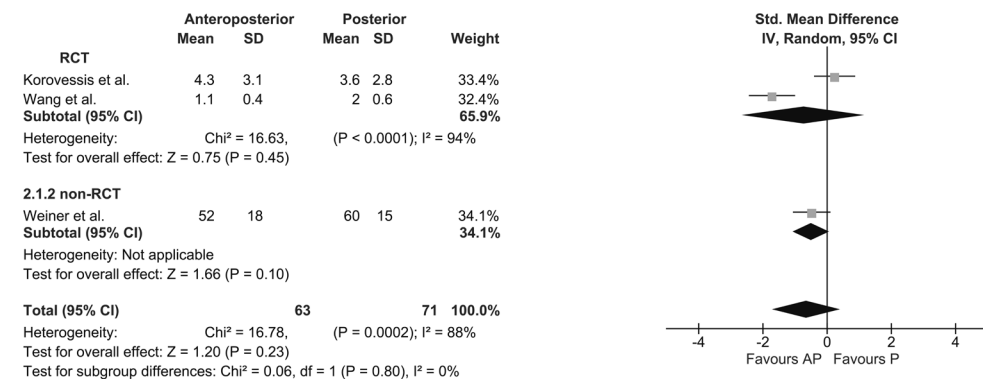 Anteroposterior Posterior Std. Mean Difference
Mean SD Mean SD Weight IV, Random, 95% CI
RCT
Korovessis et al. 4.3 3.1 3.6 2.8 33.4%
Wang et al. 1.1 0.4 2 0.6 32.4%
Subtotal (95% CI) 65.9%
Heterogeneity: Chi² = 16.63, (P < 0.0001); I² = 94%
Test for overall effect: Z = 0.75 (P = 0.45)
2.1.2 non-RCT
Weiner et al. 52 18 60 15 34.1%
Subtotal (95% CI) 34.1%
Heterogeneity: Not applicable
Test for overall effect: Z = 1.66 (P = 0.10)
Total (95% CI) 63 71 100.0%
Heterogeneity: Chi² = 16.78, (P = 0.0002); I² = 88%
-4 -2 0 2 4
Test for overall effect: Z = 1.20 (P = 0.23)
Favours AP Favours P
Test for subgroup differences: Chi² = 0.06, df = 1 (P = 0.80), I² = 0%